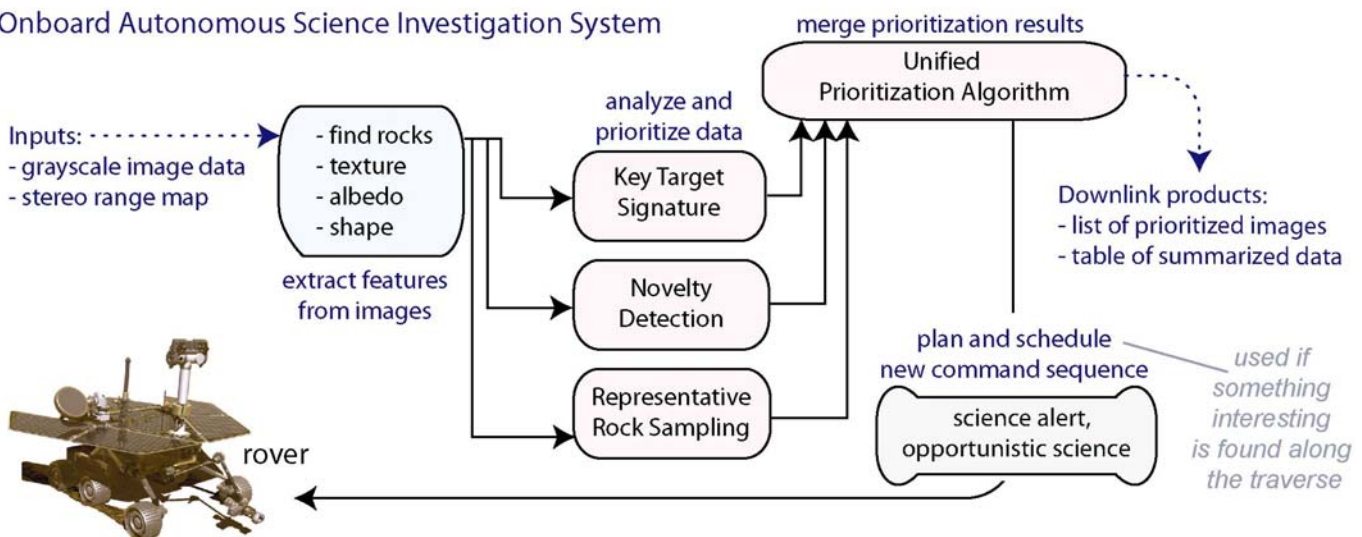 Onboard Autonomous Science Investigation System
Inputs:
- grayscale image data
- stereo range map
- find rocks
- texture
- albedo
- shape
extract features
from images
analyze and
prioritize data
Key Target
Signature
Novelty
Detection
Representative
Rock Sampling
merge prioritization results
Unified
Prioritization Algorithm
Downlink products:
- list of prioritized images
- table of summarized data
plan and schedule
new command sequence
science alert,
opportunistic science
used if
something
interesting
is found along
the traverse
rover